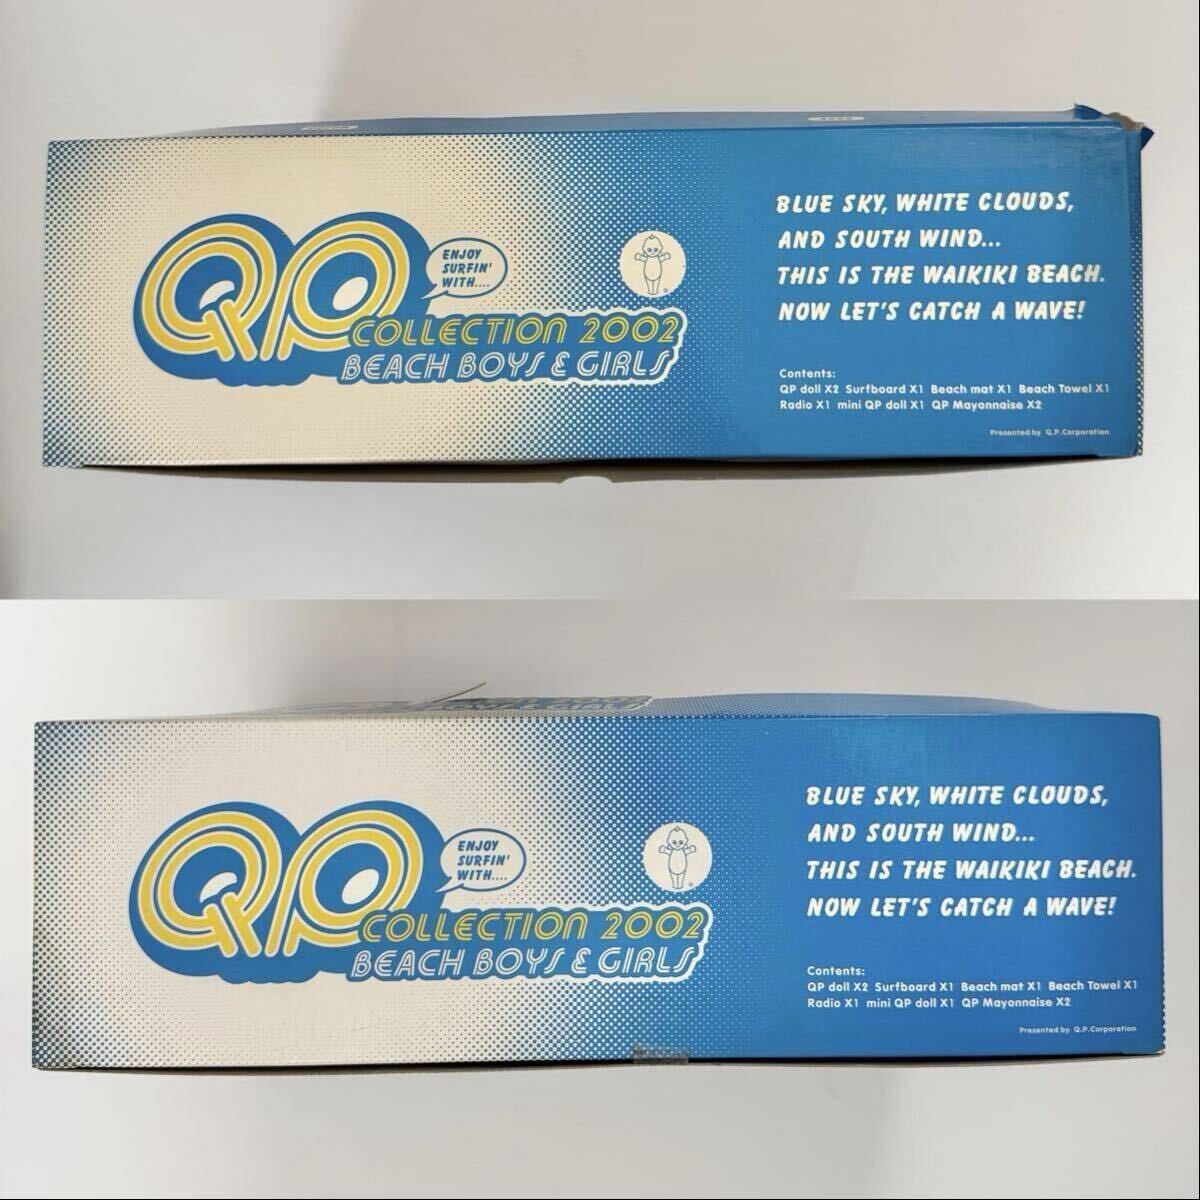 QP
ENJOY
SURFIN'
WITH....
COLLECTION 2002
BEACH BOYS & GIRLS
BLUE SKY, WHITE CLOUDS,
AND SOUTH WIND...
THIS IS THE WAIKIKI BEACH.
NOW LET'S CATCH A WAVE!
Contents:
QP doll X2 Surfboard X1 Beach mat X1 Beach Towel X1
Radio X1 mini QP doll X1 QP Mayonnaise X2
Presented by Q.P.Corporation
QP
ENJOY
SURFIN'
WITH....
COLLECTION 2002
BEACH BOYS & GIRLS
BLUE SKY, WHITE CLOUDS,
AND SOUTH WIND...
THIS IS THE WAIKIKI BEACH.
NOW LET'S CATCH A WAVE!
Contents:
QP doll X2 Surfboard X1 Beach mat X1 Beach Towel X1
Radio X1 mini QP doll X1 QP Mayonnaise X2
Presented by Q.P.Corporation